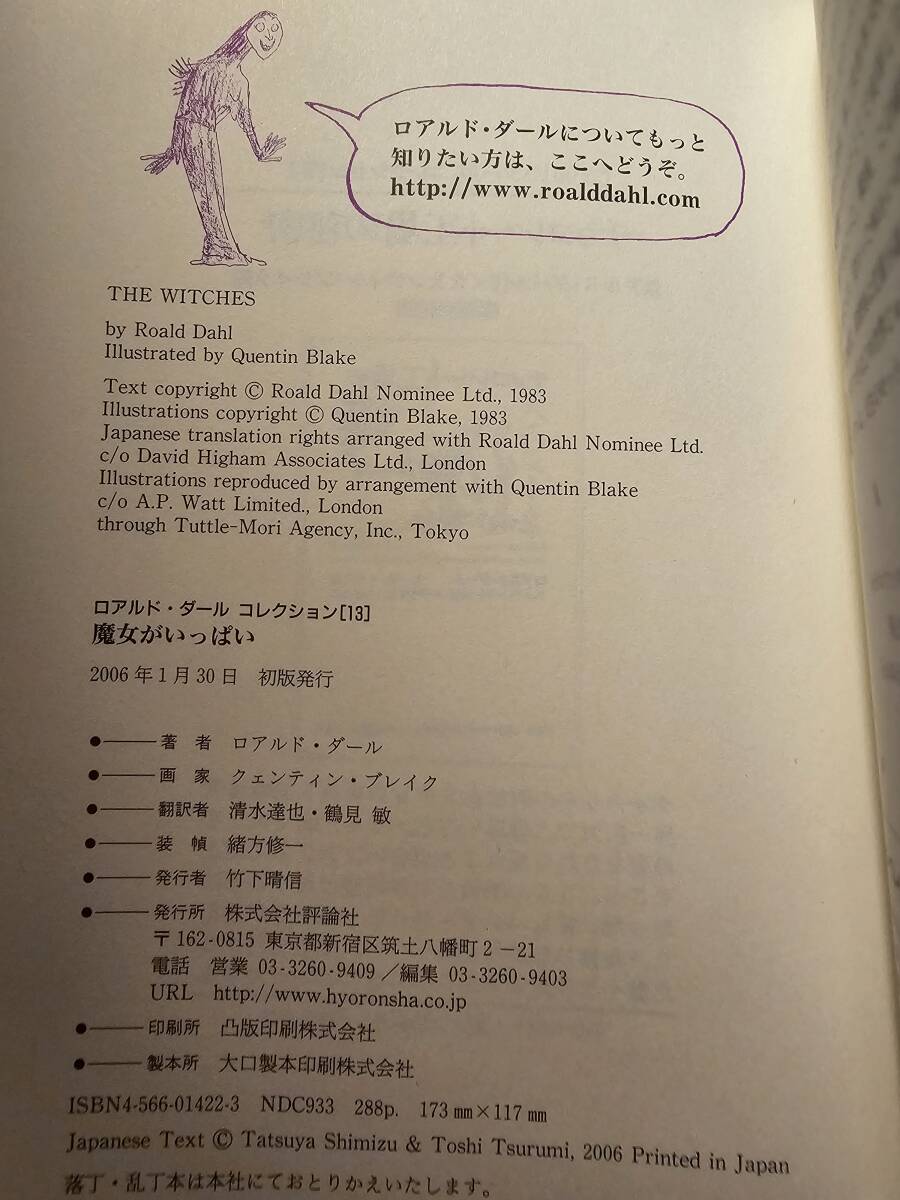 ロアルド・ダールについてもっと
知りたい方は、ここへどうぞ。
http://www.roalddahl.com
THE WITCHES
by Roald Dahl
Illustrated by Quentin Blake
Text copyright © Roald Dahl Nominee Ltd., 1983
Illustrations copyright © Quentin Blake, 1983
Japanese translation rights arranged with Roald Dahl Nominee Ltd.
c/o David Higham Associates Ltd., London
Illustrations reproduced by arrangement with Quentin Blake
c/o A.P. Watt Limited., London
through Tuttle-Mori Agency, Inc., Tokyo
ロアルド・ダール コレクション[13]
魔女がいっぱい
2006年1月30日 初版発行
●―――著 者 ロアルド・ダール
●―――画 家 クェンティン・ブレイク
●―――翻訳者 清水達也・鶴見 敏
●―――装 幀 緒方修一
●―――発行者 竹下晴信
●―――発行所 株式会社評論社
〒162-0815 東京都新宿区筑土八幡町2-21
電話 営業 03-3260-9409/編集 03-3260-9403
URL http://www.hyoronsha.co.jp
●―――印刷所 凸版印刷株式会社
●―――製本所 大口製本印刷株式会社
ISBN4-566-01422-3 NDC933 288p. 173㎜×117㎜
Japanese Text © Tatsuya Shimizu & Toshi Tsurumi, 2006 Printed in Japan
落丁・乱丁本は本社にておとりかえいたします。